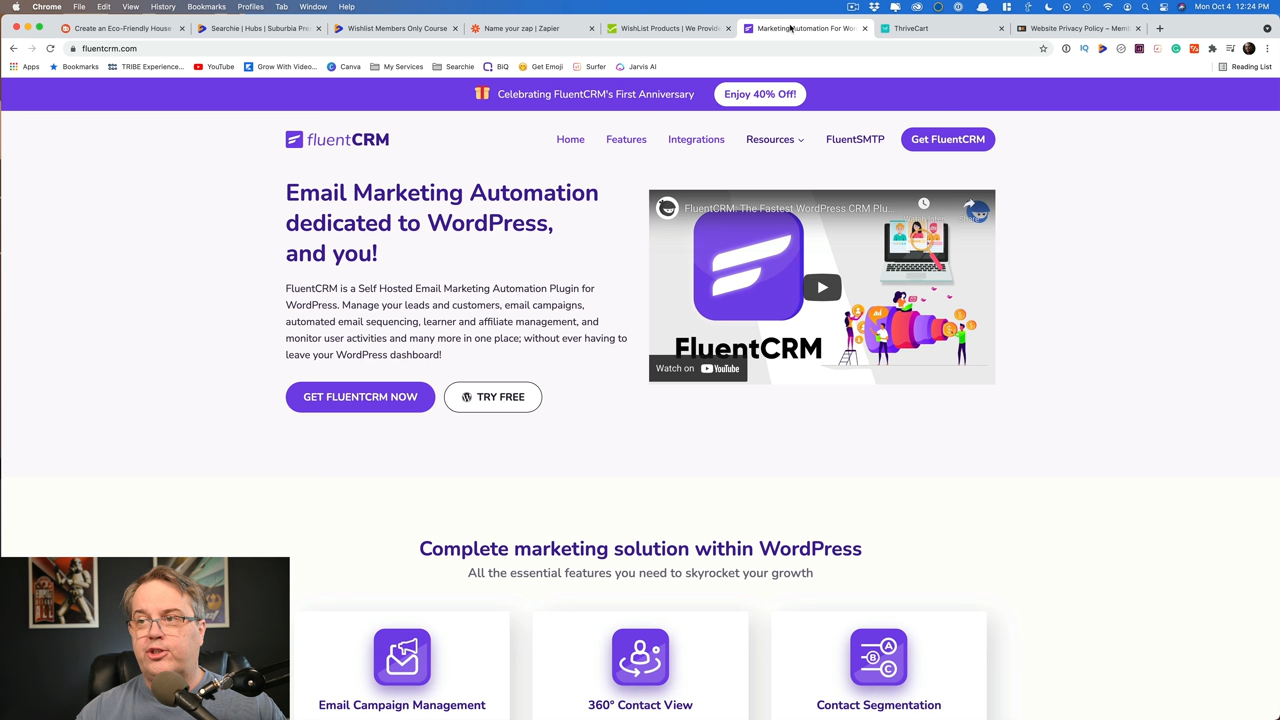 Chrome File Edit View History Bookmarks Profiles Tab Window Help Mon Oct 4 12:24 PM
Create an Eco-Friendly House
Searchie | Hubs | Suburbia Pre
Wishlist Members Only Course
Name your zap | Zapier
WishList Products | We Provide
Marketing Automation For Wor
ThriveCart
Website Privacy Policy – Mem
fluentcrm.com
Apps Bookmarks TRIBE Experience... YouTube Grow With Video... Canva My Services Searchie BiQ Get Emoji Surfer Jarvis AI Reading List
Celebrating FluentCRM's First Anniversary Enjoy 40% Off!
fluentCRM Home Features Integrations Resources FluentSMTP Get FluentCRM
Email Marketing Automation
dedicated to WordPress,
and you!
FluentCRM is a Self Hosted Email Marketing Automation Plugin for
WordPress. Manage your leads and customers, email campaigns,
automated email sequencing, learner and affiliate management, and
monitor user activities and many more in one place; without ever having to
leave your WordPress dashboard!
GET FLUENTCRM NOW TRY FREE
FluentCRM: The Fastest WordPress CRM Plu...
FluentCRM
Watch on YouTube
Complete marketing solution within WordPress
All the essential features you need to skyrocket your growth
Email Campaign Management
360° Contact View
A
B
C
Contact Segmentation